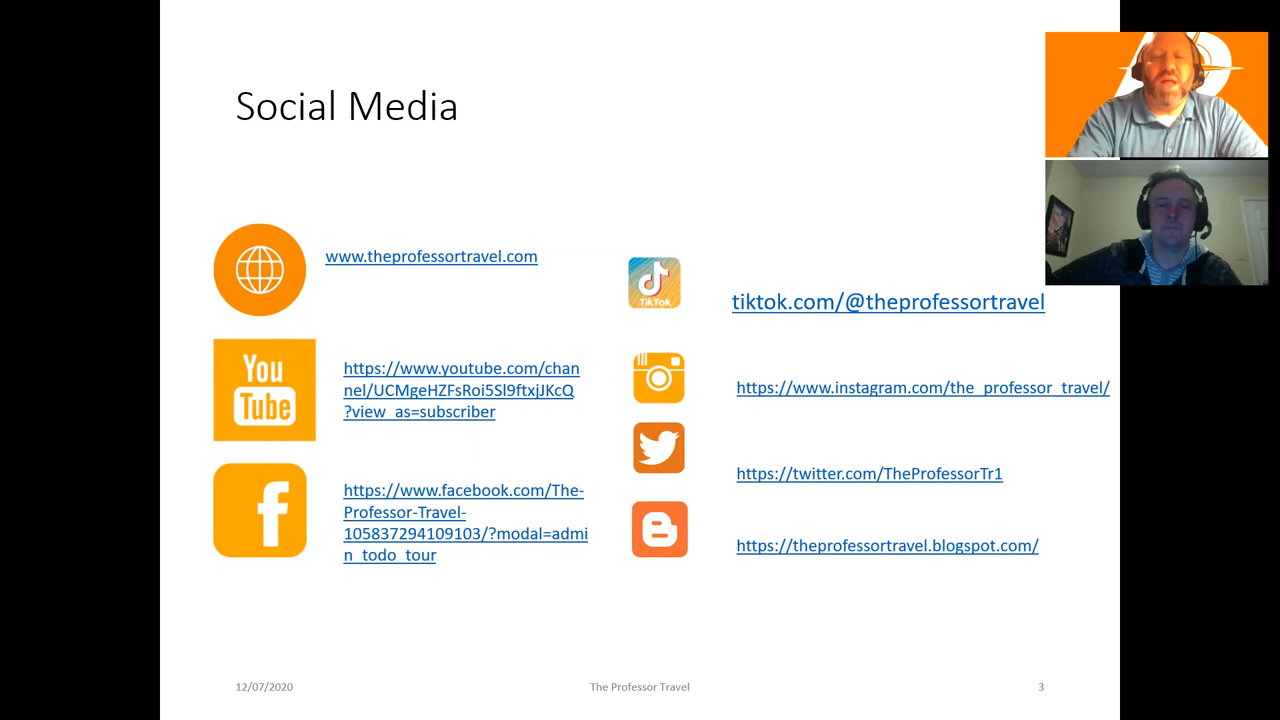 Social Media
www.theprofessortravel.com
You
Tube
https://www.youtube.com/chan
nel/UCMgeHZFsRoi5Sl9ftxjJKcQ
?view_as=subscriber
https://www.facebook.com/The-
Professor-Travel-
105837294109103/?modal=admi
n_todo_tour
TikTok
tiktok.com/@theprofessortravel
https://www.instagram.com/the_professor_travel/
https://twitter.com/TheProfessorTr1
https://theprofessortravel.blogspot.com/
12/07/2020
The Professor Travel
3